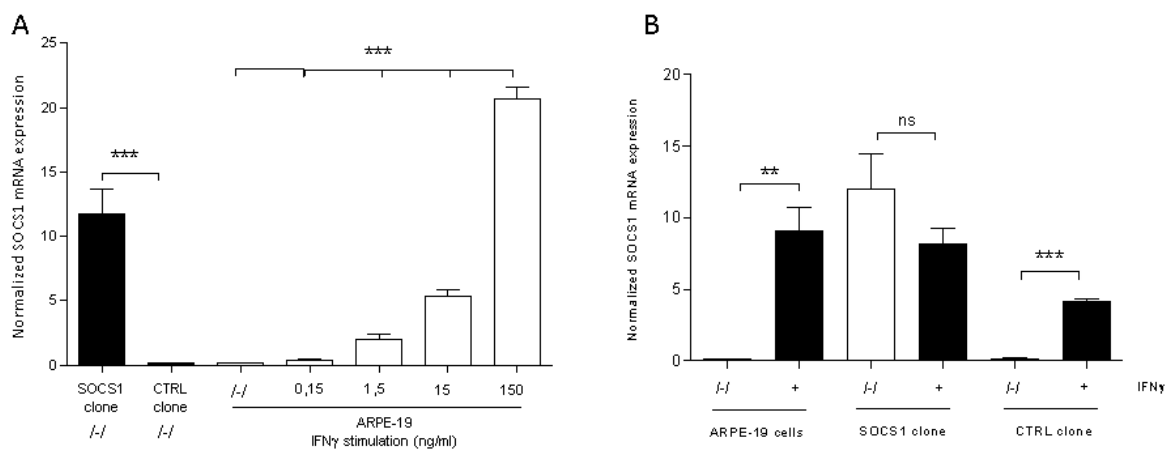 A
Normalized SOCS1 mRNA expression
25
20
15
10
5
0
***
***
SOCS1 clone /-/
CTRL clone /-/
/-/
0,15
1,5
15
150
ARPE-19
IFNγ stimulation (ng/ml)
B
Normalized SOCS1 mRNA expression
20
15
10
5
0
**
ns
***
/-/ + /-/ + /-/ + IFNγ
ARPE-19 cells
SOCS1 clone
CTRL clone